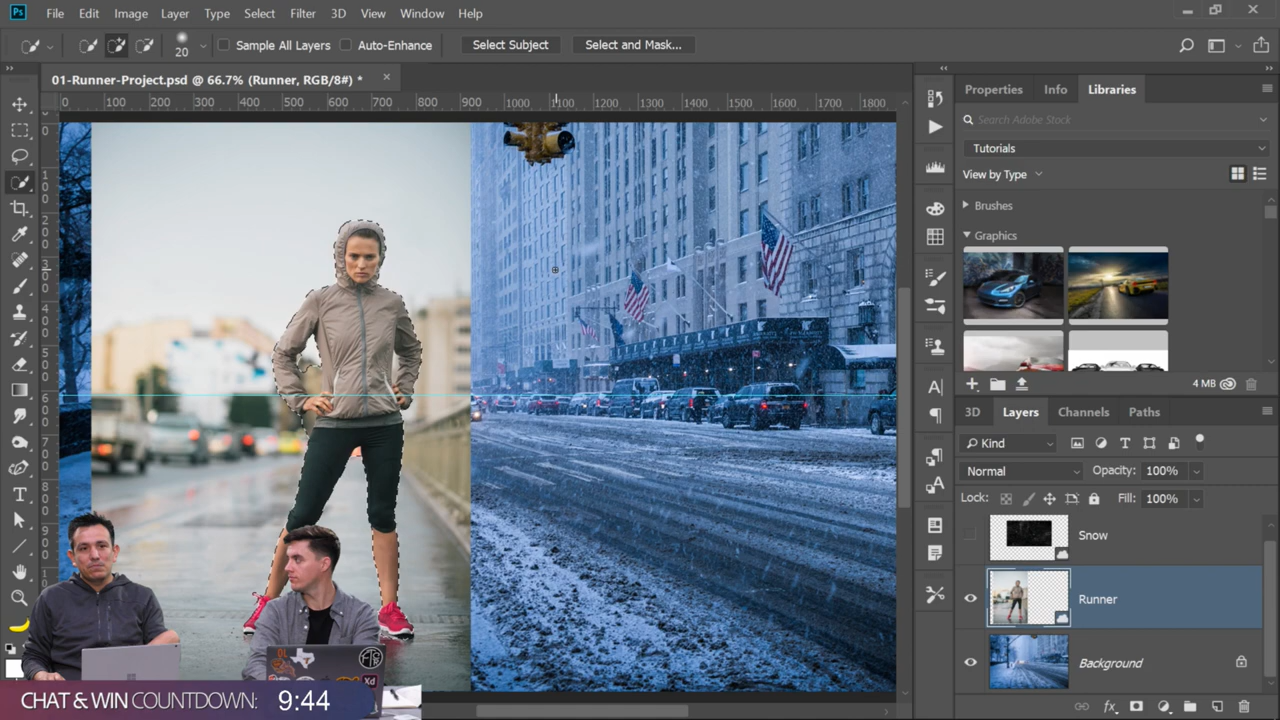 Ps File Edit Image Layer Type Select Filter 3D View Window Help
20 Sample All Layers Auto-Enhance Select Subject Select and Mask...
01-Runner-Project.psd @ 66.7% (Runner, RGB/8#) *
0 100 200 300 400 500 600 700 800 900 1000 1100 1200 1300 1400 1500 1600 1700 1800
Properties Info Libraries
Search Adobe Stock
Tutorials
View by Type
Brushes
Graphics
4 MB
3D Layers Channels Paths
Kind
Normal Opacity: 100%
Lock: Fill: 100%
Snow
Runner
Background
Xd
CHAT & WIN COUNTDOWN: 9:44